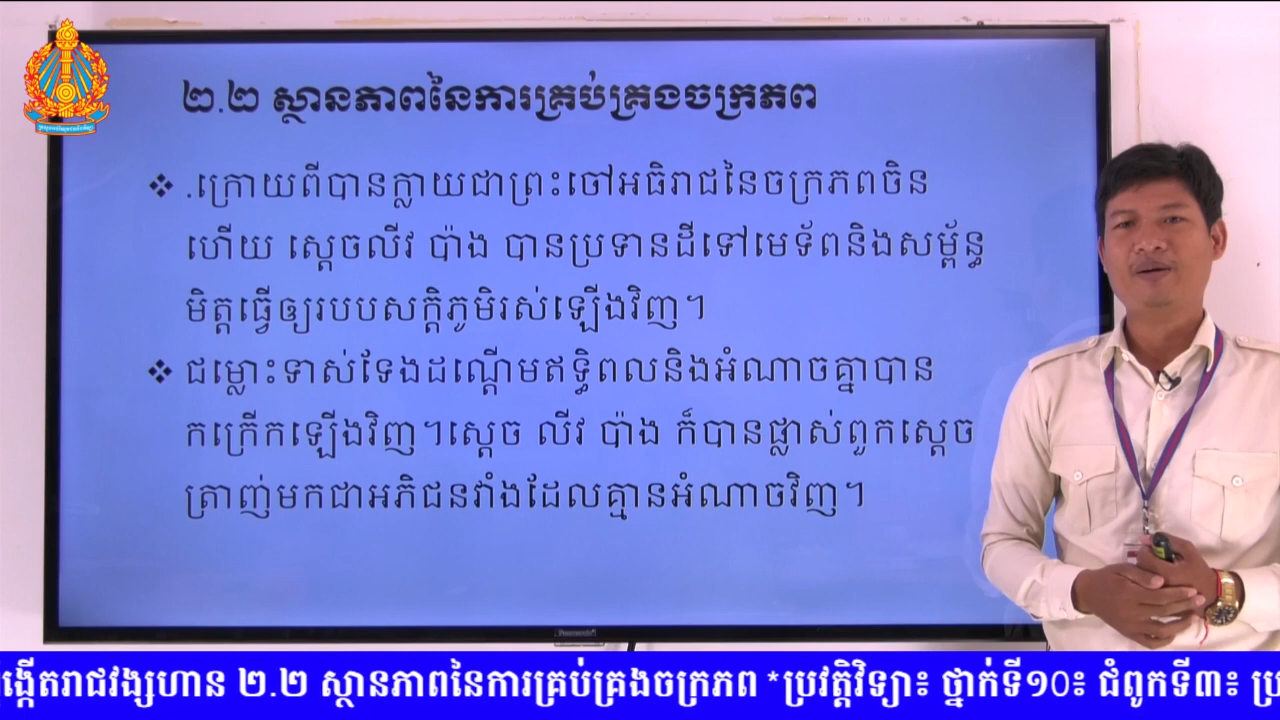 ២.២ ស្ថានភាពនៃការគ្រប់គ្រងចក្រភព
❖ .ក្រោយពីបានក្លាយជាព្រះចៅអធិរាជនៃចក្រភពចិន
ហើយ ស្តេចលីវ ប៉ាង បានប្រទានដីទៅមេទ័ពនិងសម្ព័ន្ធ
មិត្តធ្វើឲ្យរបបសក្តិភូមិរស់ឡើងវិញ។
❖ ជម្លោះទាស់ទែងដណ្តើមឥទ្ធិពលនិងអំណាចគ្នាបាន
កក្រើកឡើងវិញ។ស្តេច លីវ ប៉ាង ក៏បានផ្លាស់ពួកស្តេច
ត្រាញ់មកជាអភិជនវាំងដែលគ្មានអំណាចវិញ។
Panasonic
ង្កើតរាជវង្សហាន ២.២ ស្ថានភាពនៃការគ្រប់គ្រងចក្រភព *ប្រវត្តិវិទ្យា៖ ថ្នាក់ទី១០៖ ជំពូកទី៣៖ ប្រ